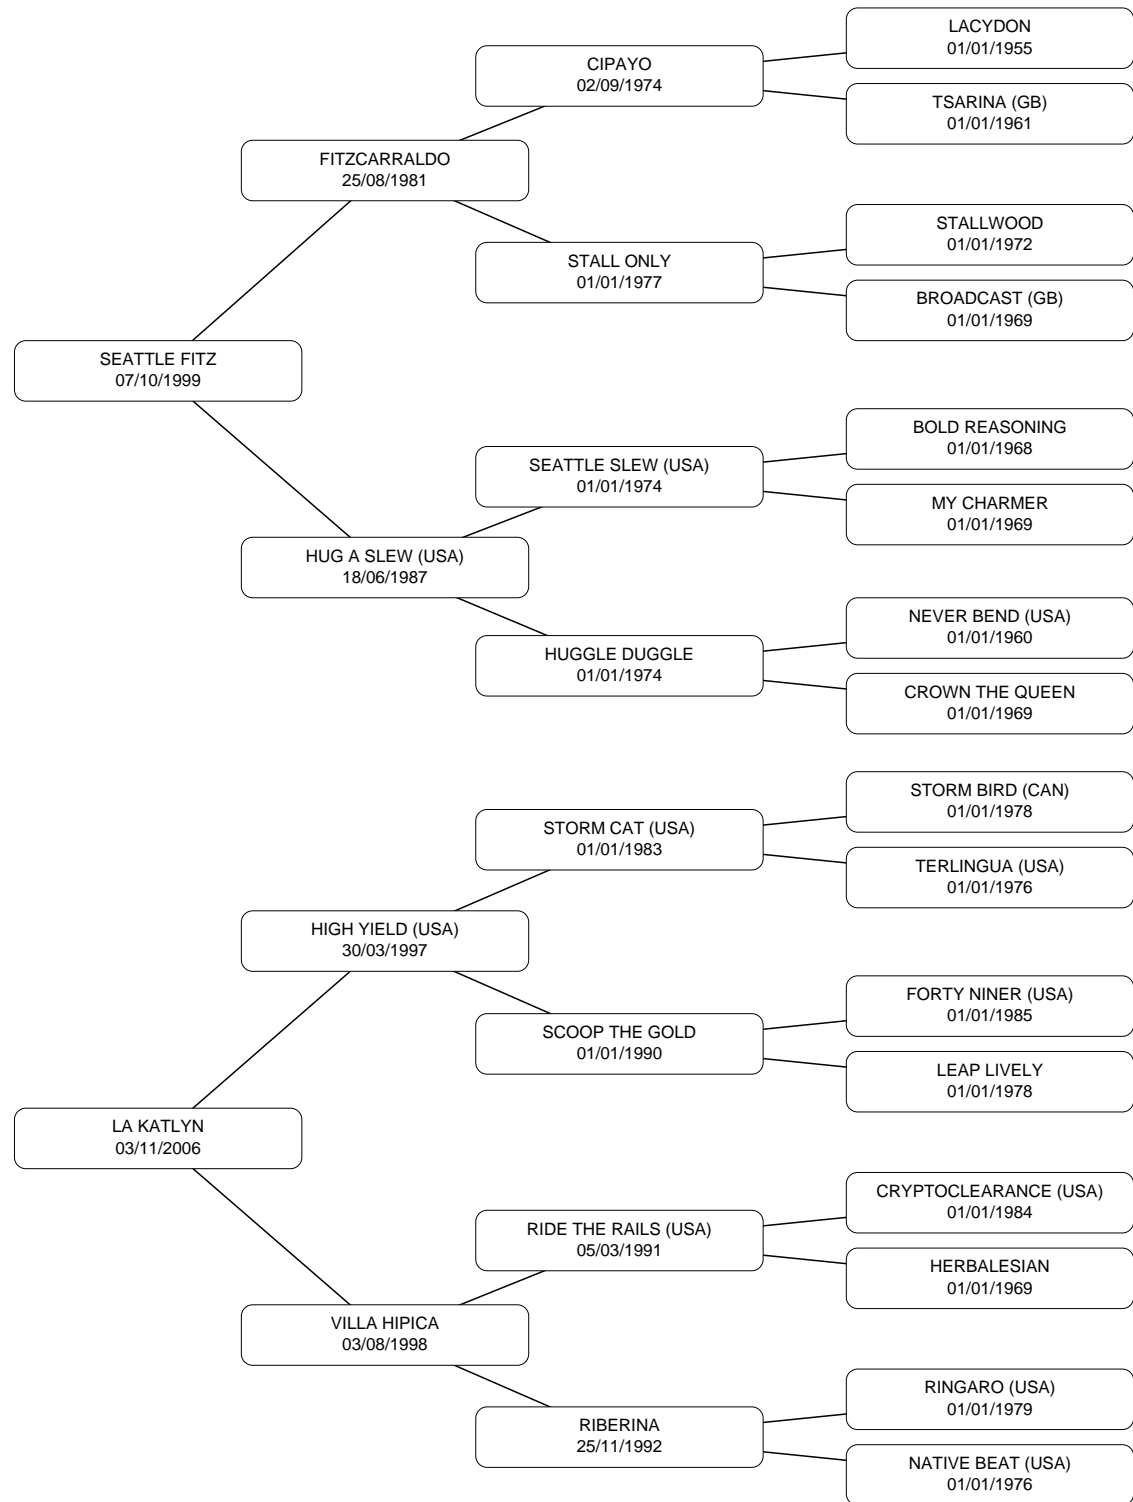 LACYDON
01/01/1955
CIPAYO
02/09/1974
TSARINA (GB)
01/01/1961
FITZCARRALDO
25/08/1981
STALLWOOD
01/01/1972
STALL ONLY
01/01/1977
BROADCAST (GB)
01/01/1969
SEATTLE FITZ
07/10/1999
BOLD REASONING
01/01/1968
SEATTLE SLEW (USA)
01/01/1974
MY CHARMER
01/01/1969
HUG A SLEW (USA)
18/06/1987
NEVER BEND (USA)
01/01/1960
HUGGLE DUGGLE
01/01/1974
CROWN THE QUEEN
01/01/1969
STORM BIRD (CAN)
01/01/1978
STORM CAT (USA)
01/01/1983
TERLINGUA (USA)
01/01/1976
HIGH YIELD (USA)
30/03/1997
FORTY NINER (USA)
01/01/1985
SCOOP THE GOLD
01/01/1990
LEAP LIVELY
01/01/1978
LA KATLYN
03/11/2006
CRYPTOCLEARANCE (USA)
01/01/1984
RIDE THE RAILS (USA)
05/03/1991
HERBALESIAN
01/01/1969
VILLA HIPICA
03/08/1998
RINGARO (USA)
01/01/1979
RIBERINA
25/11/1992
NATIVE BEAT (USA)
01/01/1976